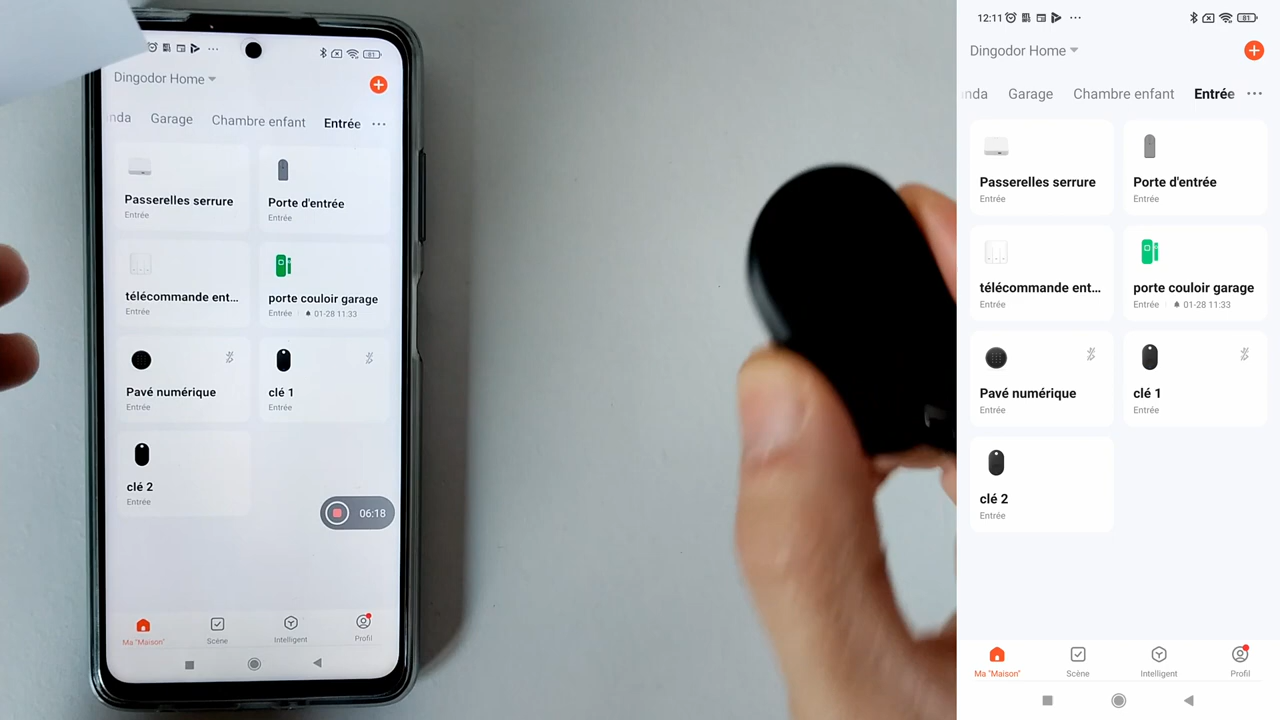 Dingodor Home
nda Garage Chambre enfant Entrée
Passerelles serrure
Entrée
Porte d'entrée
Entrée
télécommande ent...
Entrée
porte couloir garage
Entrée 01-28 11:33
Pavé numérique
Entrée
clé 1
Entrée
clé 2
Entrée
06:18
Ma "Maison"
Scène
Intelligent
Profil
12:11
81
Dingodor Home
nda Garage Chambre enfant Entrée
Passerelles serrure
Entrée
Porte d'entrée
Entrée
télécommande ent...
Entrée
porte couloir garage
Entrée 01-28 11:33
Pavé numérique
Entrée
clé 1
Entrée
clé 2
Entrée
Ma "Maison"
Scène
Intelligent
Profil